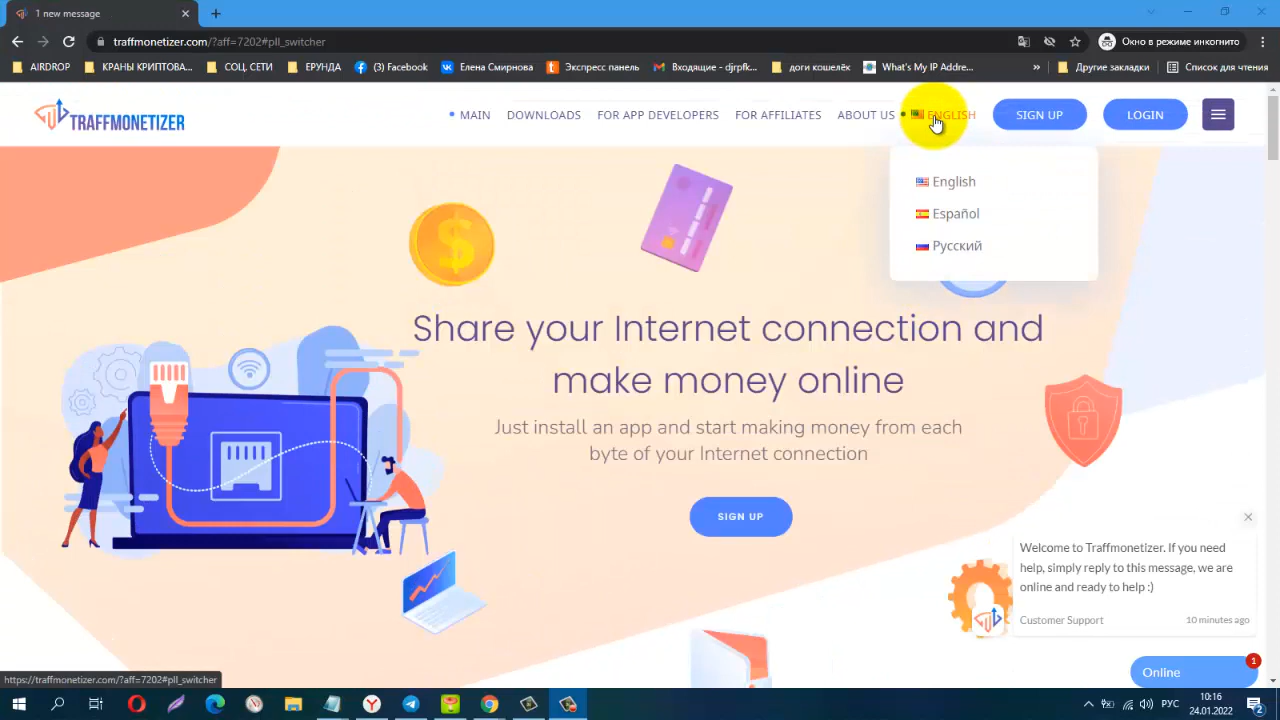 1 new message
traffmonetizer.com/?aff=7202#pll_switcher
Окно в режиме инкогнито
AIRDROP
КРАНЫ КРИПТОВА...
СОЦ. СЕТИ
ЕРУНДА
(3) Facebook
Елена Смирнова
Экспресс панель
Входящие - djrpfk...
доги кошелёк
What's My IP Addre...
»
Другие закладки
Список для чтения
TRAFFMONETIZER
MAIN
DOWNLOADS
FOR APP DEVELOPERS
FOR AFFILIATES
ABOUT US
ENGLISH
SIGN UP
LOGIN
English
Español
Русский
Share your Internet connection and
make money online
Just install an app and start making money from each
byte of your Internet connection
SIGN UP
Welcome to Traffmonetizer. If you need
help, simply reply to this message, we are
online and ready to help :)
Customer Support
10 minutes ago
Online
1
https://traffmonetizer.com/?aff=7202#pll_switcher
РУС
10:16
24.01.2022
2